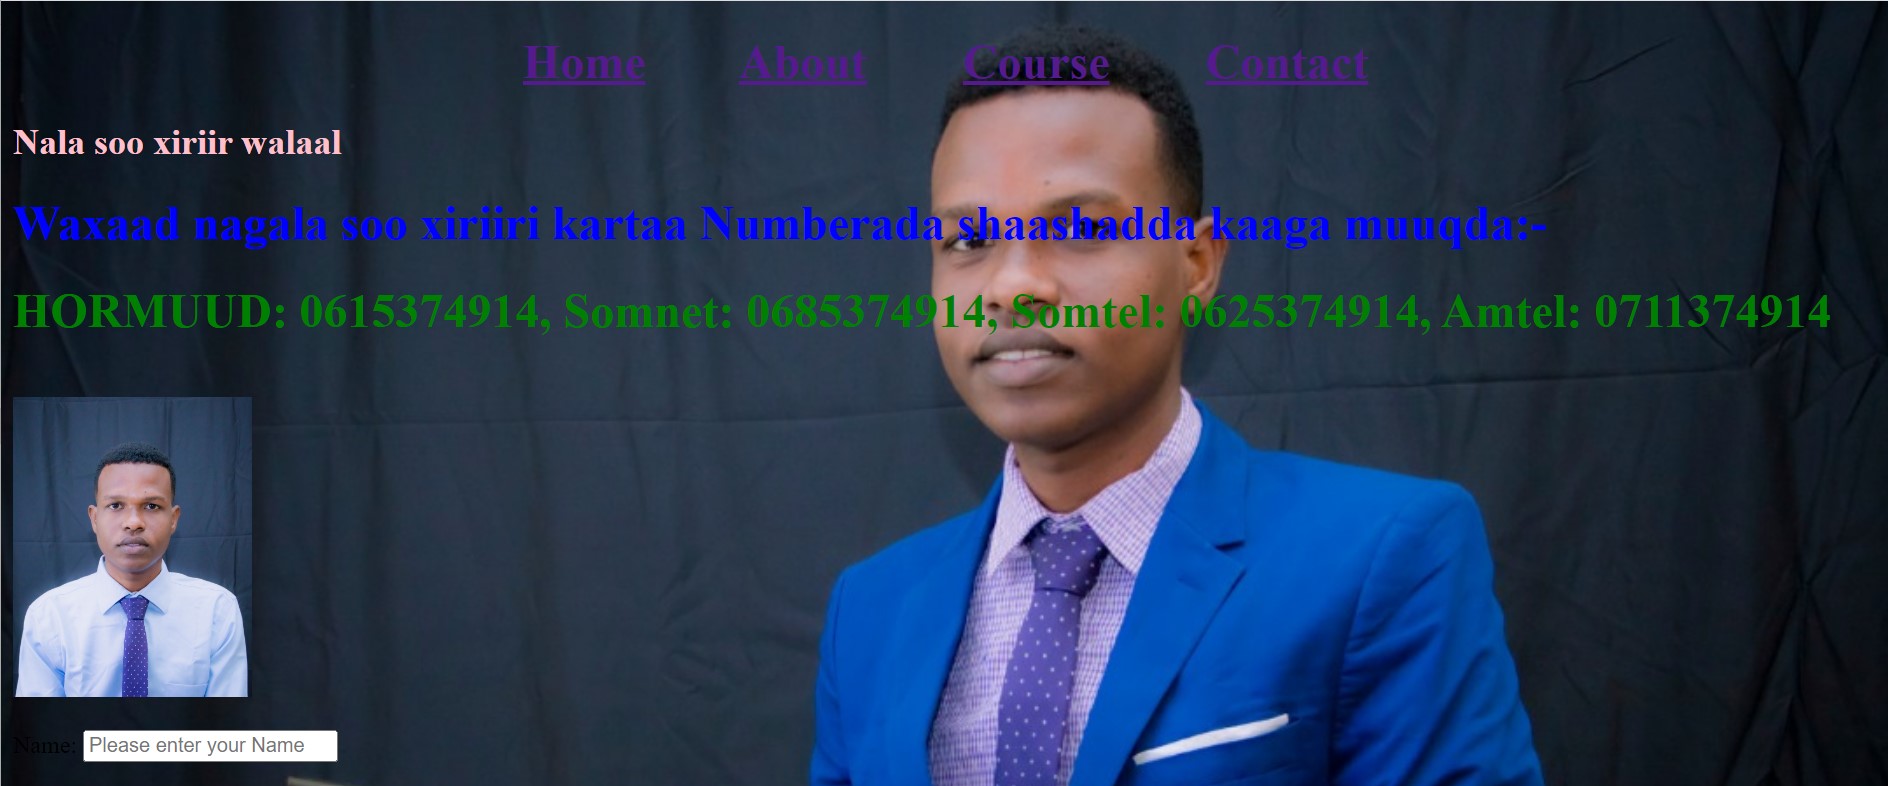 Home About Course Contact
Nala soo xiriir walaal
Waxaad nagala soo xiriiri kartaa Numberada shaashadda kaaga muuqda:-
HORMUUD: 0615374914, Somnet: 0685374914, Somtel: 0625374914, Amtel: 0711374914
Name: Please enter your Name